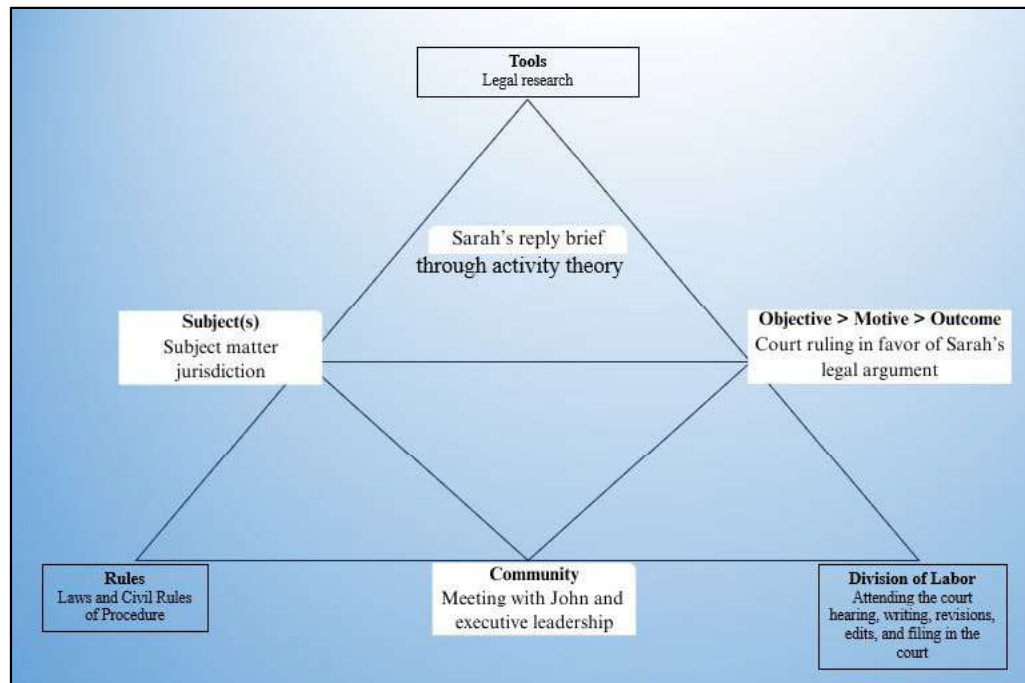 Tools
Legal research
Sarah’s reply brief
through activity theory
Subject(s)
Subject matter
jurisdiction
Objective > Motive > Outcome
Court ruling in favor of Sarah’s
legal argument
Rules
Laws and Civil Rules
of Procedure
Community
Meeting with John and
executive leadership
Division of Labor
Attending the court
hearing, writing, revisions,
edits, and filing in the
court